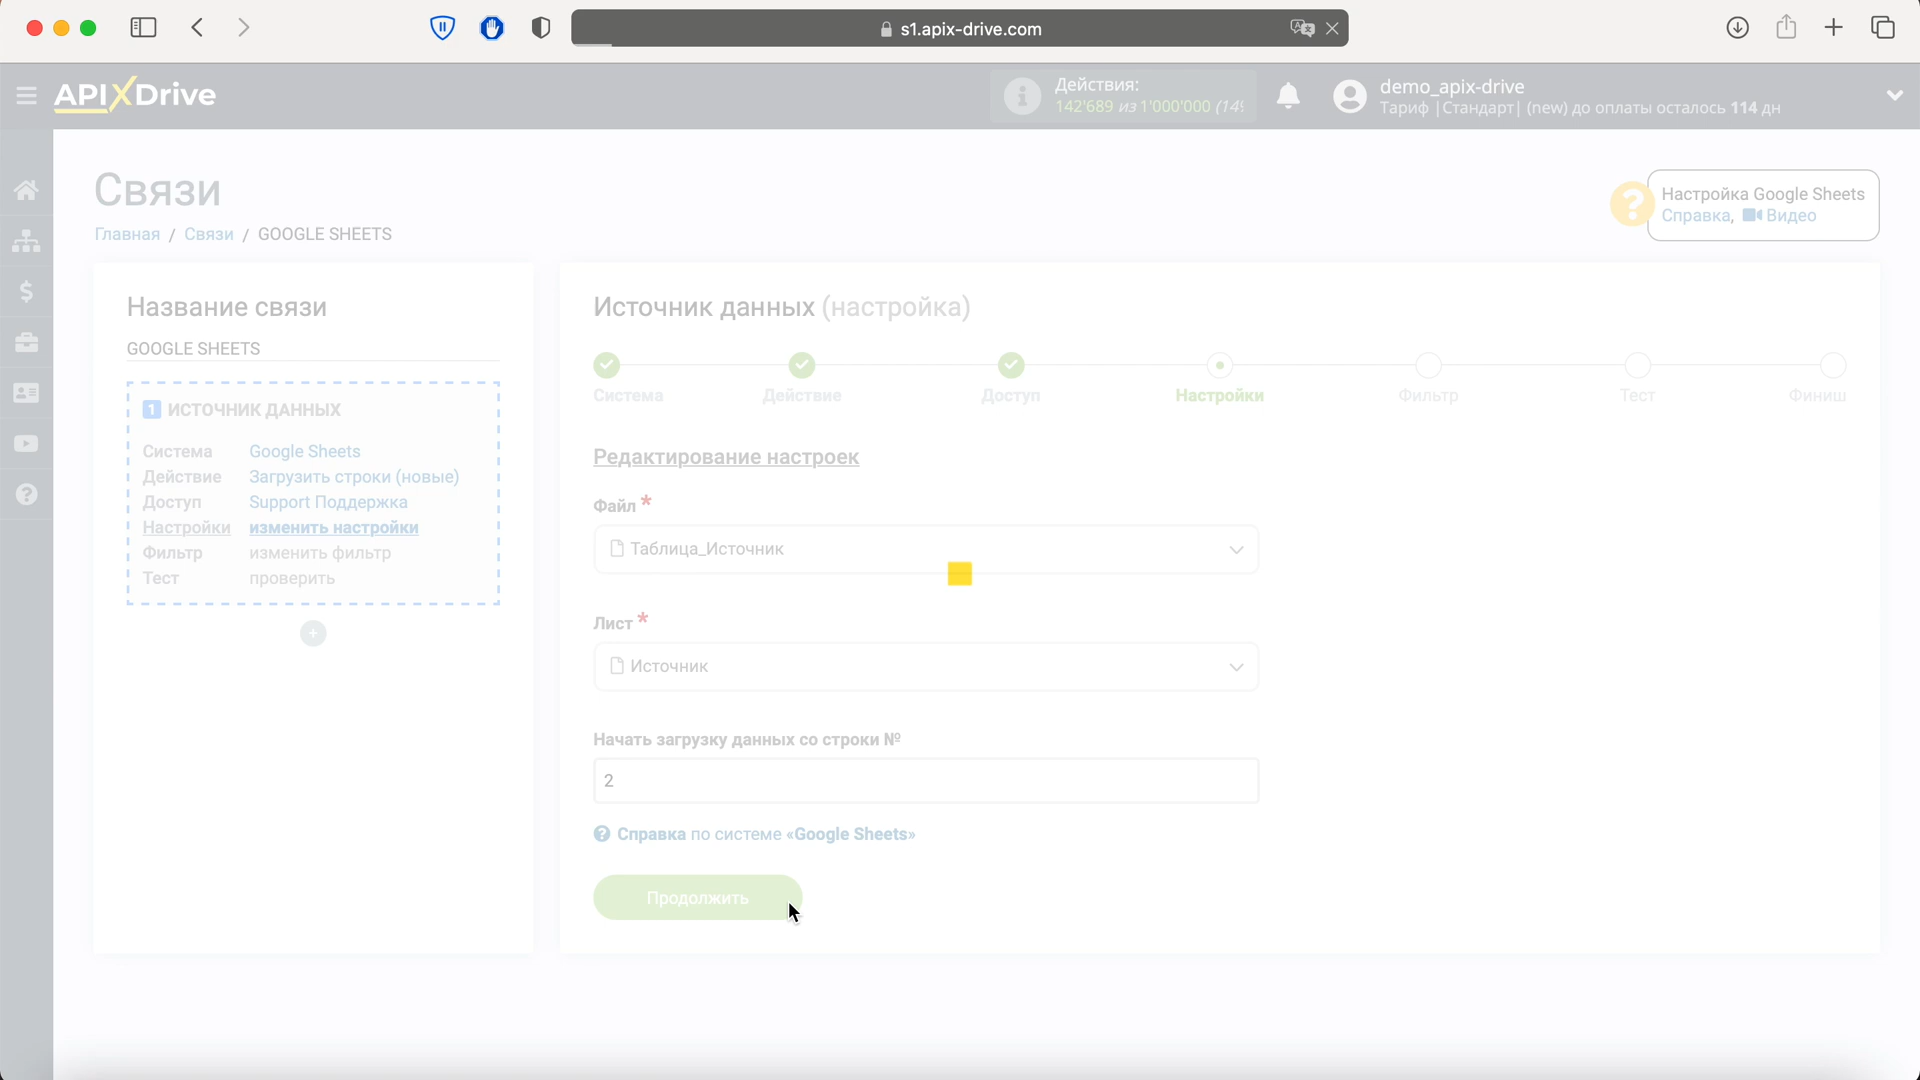 s1.apix-drive.com
APIXDrive
Действия:
142'689 из 1'000'000 (14%
demo_apix-drive
Тариф |Стандарт| (new) до оплаты осталось 114 дн
Связи
Главная / Связи / GOOGLE SHEETS
Настройка Google Sheets
Справка, Видео
Название связи
GOOGLE SHEETS
1 ИСТОЧНИК ДАННЫХ
Система Google Sheets
Действие Загрузить строки (новые)
Доступ Support Поддержка
Настройки изменить настройки
Фильтр изменить фильтр
Тест проверить
Источник данных (настройка)
Система Действие Доступ Настройки Фильтр Тест Финиш
Редактирование настроек
Файл *
Таблица_Источник
Лист *
Источник
Начать загрузку данных со строки №
2
Справка по системе «Google Sheets»
Продолжить